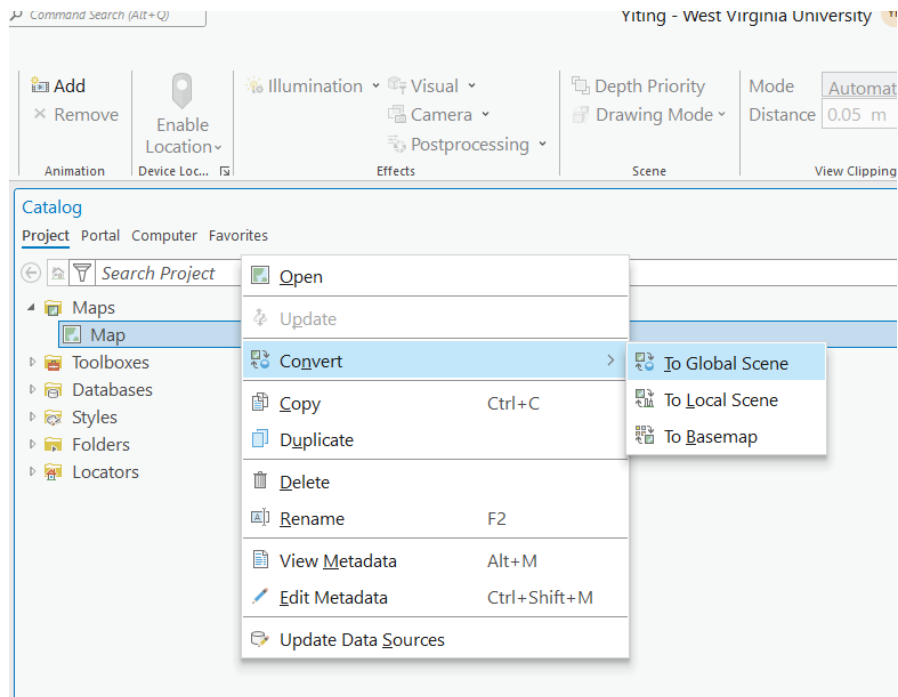 Command Search (Alt+Q)
Yiting - West Virginia University
Add
Remove
Animation
Enable
Location
Device Loc...
Illumination
Visual
Camera
Postprocessing
Effects
Depth Priority
Drawing Mode
Scene
Mode Automat
Distance 0.05 m
View Clipping
Catalog
Project Portal Computer Favorites
Search Project
Maps
Map
Toolboxes
Databases
Styles
Folders
Locators
Open
Update
Convert
Copy Ctrl+C
Duplicate
Delete
Rename F2
View Metadata Alt+M
Edit Metadata Ctrl+Shift+M
Update Data Sources
To Global Scene
To Local Scene
To Basemap